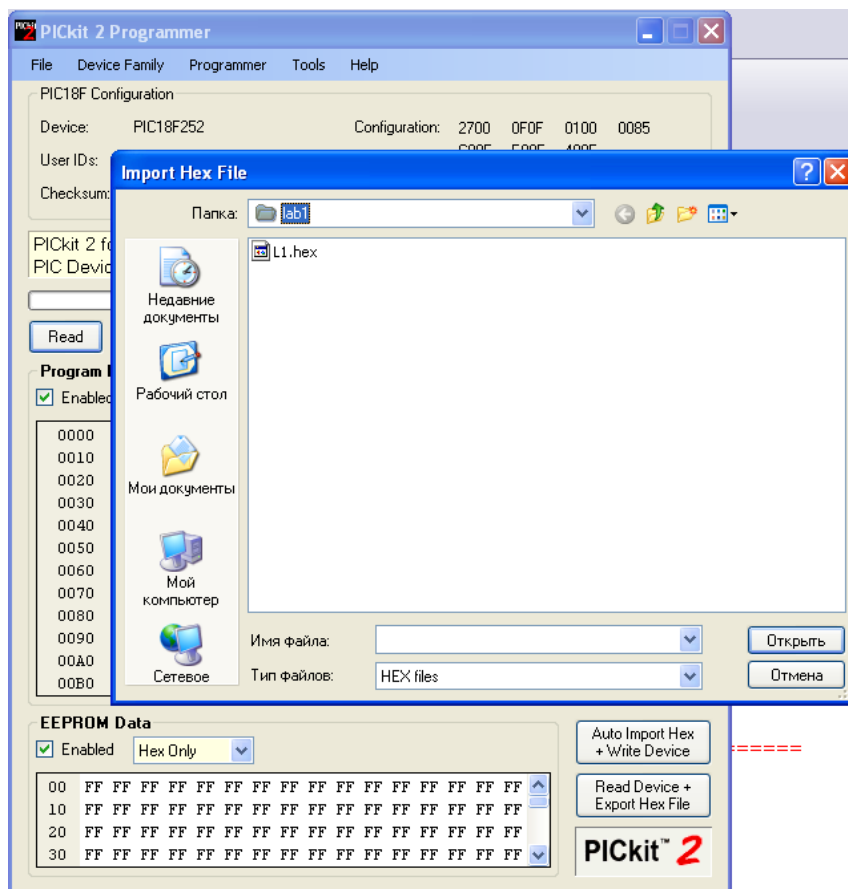 PICkit 2 Programmer
File Device Family Programmer Tools Help
PIC18F Configuration
Device: PIC18F252 Configuration: 2700 0F0F 0100 0085
User IDs:
Checksum:
Import Hex File
Папка: lab1
PICkit 2
PIC
Read
Program
Enabled
0000
0010
0020
0030
0040
0050
0060
0070
0080
0090
00A0
00B0
Недавние
документы
Рабочий стол
Мои документы
Мой
компьютер
Сетевое
L1.hex
Имя файла:
Открыть
Тип файлов: HEX files
Отмена
EEPROM Data
Enabled Hex Only
Auto Import Hex
+ Write Device
======
00 FF FF FF FF FF FF FF FF FF FF FF FF FF FF FF FF
10 FF FF FF FF FF FF FF FF FF FF FF FF FF FF FF FF
20 FF FF FF FF FF FF FF FF FF FF FF FF FF FF FF FF
30 FF FF FF FF FF FF FF FF FF FF FF FF FF FF FF FF
Read Device +
Export Hex File
PICkit™ 2